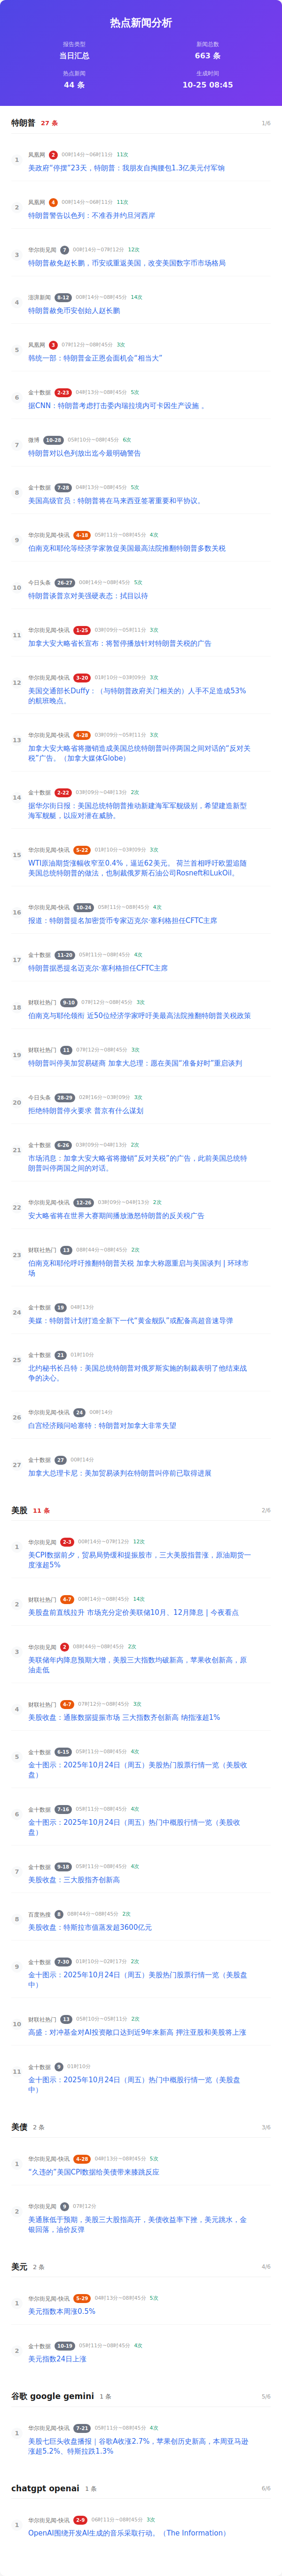 热点新闻分析
报告类型
新闻总数
当日汇总
663 条
热点新闻
生成时间
44 条
10-25 08:45
特朗普 27 条 1/6
1 凤凰网 2 00时14分~06时11分 11次
美政府“停摆”23天，特朗普：我朋友自掏腰包1.3亿美元付军饷
2 凤凰网 4 00时14分~06时11分 11次
特朗普警告以色列：不准吞并约旦河西岸
3 华尔街见闻 7 00时14分~07时12分 12次
特朗普赦免赵长鹏，币安或重返美国，改变美国数字货币市场格局
4 澎湃新闻 8-12 00时14分~08时45分 14次
特朗普赦免币安创始人赵长鹏
5 凤凰网 3 07时12分~08时45分 3次
韩统一部：特朗普金正恩会面机会“相当大”
6 金十数据 2-23 04时13分~08时45分 5次
据CNN：特朗普考虑打击委内瑞拉境内可卡因生产设施 。
7 微博 10-28 05时10分~08时45分 6次
特朗普对以色列放出迄今最明确警告
8 金十数据 7-28 04时13分~08时45分 5次
美国高级官员：特朗普将在马来西亚签署重要和平协议。
9 华尔街见闻-快讯 4-18 05时11分~08时45分 4次
伯南克和耶伦等经济学家敦促美国最高法院推翻特朗普多数关税
10 今日头条 26-27 00时14分~08时45分 5次
特朗普谈普京对美强硬表态：拭目以待
11 华尔街见闻-快讯 1-25 03时09分~05时11分 3次
加拿大安大略省长宣布：将暂停播放针对特朗普关税的广告
12 华尔街见闻-快讯 3-20 01时10分~03时09分 3次
美国交通部长Duffy：（与特朗普政府关门相关的）人手不足造成53%
的航班晚点。
13 华尔街见闻-快讯 4-28 03时09分~05时11分 3次
加拿大安大略省将撤销造成美国总统特朗普叫停两国之间对话的“反对关
税”广告。（加拿大媒体Globe）
14 金十数据 2-22 03时09分~04时13分 2次
据华尔街日报：美国总统特朗普推动新建海军军舰级别，希望建造新型
海军舰艇，以应对潜在威胁。
15 华尔街见闻-快讯 5-22 01时10分~03时09分 3次
WTI原油期货涨幅收窄至0.4%，逼近62美元。 荷兰首相呼吁欧盟追随
美国总统特朗普的做法，也制裁俄罗斯石油公司Rosneft和LukOil。
16 华尔街见闻-快讯 10-24 05时11分~08时45分 4次
报道：特朗普提名加密货币专家迈克尔·塞利格担任CFTC主席
17 金十数据 11-20 05时11分~08时45分 4次
特朗普据悉提名迈克尔·塞利格担任CFTC主席
18 财联社热门 9-10 07时12分~08时45分 3次
伯南克与耶伦领衔 近50位经济学家呼吁美最高法院推翻特朗普关税政策
19 财联社热门 11 07时12分~08时45分 3次
特朗普叫停美加贸易磋商 加拿大总理：愿在美国“准备好时”重启谈判
20 今日头条 28-29 02时16分~03时09分 3次
拒绝特朗普停火要求 普京有什么谋划
21 金十数据 6-26 03时09分~04时13分 2次
市场消息：加拿大安大略省将撤销“反对关税”的广告，此前美国总统特
朗普叫停两国之间的对话。
22 华尔街见闻-快讯 12-26 03时09分~04时13分 2次
安大略省将在世界大赛期间播放激怒特朗普的反关税广告
23 财联社热门 13 08时44分~08时45分 2次
伯南克和耶伦呼吁推翻特朗普关税 加拿大称愿重启与美国谈判 | 环球市
场
24 金十数据 19 04时13分
美媒：特朗普计划打造全新下一代“黄金舰队”或配备高超音速导弹
25 金十数据 21 01时10分
北约秘书长吕特：美国总统特朗普对俄罗斯实施的制裁表明了他结束战
争的决心。
26 华尔街见闻-快讯 24 00时14分
白宫经济顾问哈塞特：特朗普对加拿大非常失望
27 金十数据 27 00时14分
加拿大总理卡尼：美加贸易谈判在特朗普叫停前已取得进展
美股 11 条 2/6
1 华尔街见闻 2-3 00时14分~07时12分 12次
美CPI数据前夕，贸易局势缓和提振股市，三大美股指普涨，原油期货一
度涨超5%
2 财联社热门 4-7 00时14分~08时45分 14次
美股盘前直线拉升 市场充分定价美联储10月、12月降息 | 今夜看点
3 华尔街见闻 2 08时44分~08时45分 2次
美联储年内降息预期大增，美股三大指数均破新高，苹果收创新高，原
油走低
4 财联社热门 4-7 07时12分~08时45分 3次
美股收盘：通胀数据提振市场 三大指数齐创新高 纳指涨超1%
5 金十数据 6-15 05时11分~08时45分 4次
金十图示：2025年10月24日（周五）美股热门股票行情一览（美股收
盘）
6 金十数据 7-16 05时11分~08时45分 4次
金十图示：2025年10月24日（周五）热门中概股行情一览（美股收
盘）
7 金十数据 9-18 05时11分~08时45分 4次
美股收盘：三大股指齐创新高
8 百度热搜 8 08时44分~08时45分 2次
美股收盘：特斯拉市值蒸发超3600亿元
9 金十数据 7-30 01时10分~02时17分 2次
金十图示：2025年10月24日（周五）美股热门股票行情一览（美股盘
中）
10 财联社热门 13 05时10分~05时11分 2次
高盛：对冲基金对AI投资敞口达到近9年来新高 押注亚股和美股将上涨
11 金十数据 9 01时10分
金十图示：2025年10月24日（周五）热门中概股行情一览（美股盘
中）
美债 2 条 3/6
1 华尔街见闻-快讯 4-28 04时13分~08时45分 5次
“久违的”美国CPI数据给美债带来膝跳反应
2 华尔街见闻 9 07时12分
美通胀低于预期，美股三大股指高开，美债收益率下挫，美元跳水，金
银回落，油价反弹
美元 2 条 4/6
1 华尔街见闻-快讯 5-29 04时13分~08时45分 5次
美元指数本周涨0.5%
2 金十数据 10-19 05时11分~08时45分 4次
美元指数24日上涨
谷歌 google gemini 1 条 5/6
1 华尔街见闻-快讯 7-21 05时11分~08时45分 4次
美股七巨头收盘播报｜谷歌A收涨2.7%，苹果创历史新高，本周亚马逊
涨超5.2%、特斯拉跌1.3%
chatgpt openai 1 条 6/6
1 华尔街见闻-快讯 2-9 06时11分~08时45分 3次
OpenAI围绕开发AI生成的音乐采取行动。（The Information）